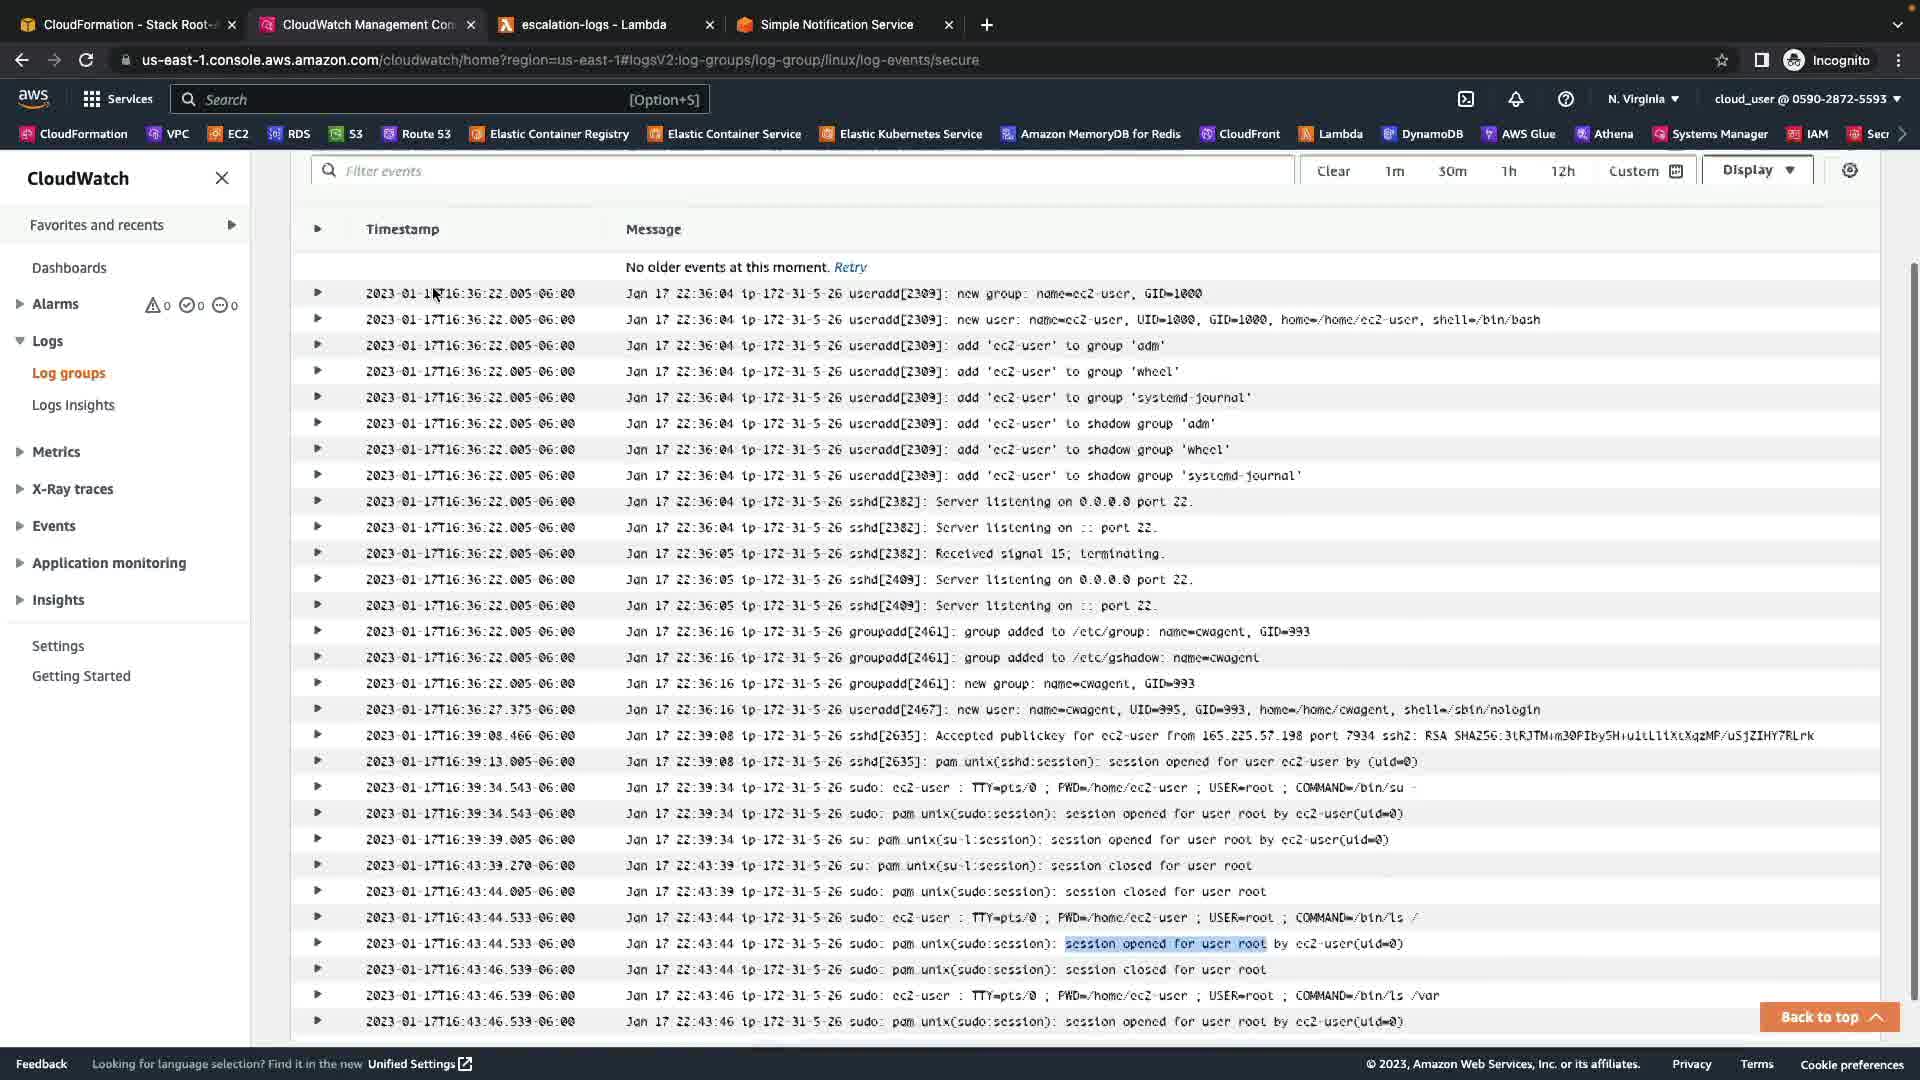 CloudFormation - Stack Root-
CloudWatch Management Con
escalation-logs - Lambda
Simple Notification Service
us-east-1.console.aws.amazon.com/cloudwatch/home?region=us-east-1#logsV2:log-groups/log-group/linux/log-events/secure
Incognito
aws
Services
Search
[Option+S]
N. Virginia
cloud_user @ 0590-2872-5593
CloudFormation
VPC
EC2
RDS
S3
Route 53
Elastic Container Registry
Elastic Container Service
Elastic Kubernetes Service
Amazon MemoryDB for Redis
CloudFront
Lambda
DynamoDB
AWS Glue
Athena
Systems Manager
IAM
Secr
CloudWatch
Favorites and recents
Dashboards
Alarms 0 0 0
Logs
Log groups
Logs Insights
Metrics
X-Ray traces
Events
Application monitoring
Insights
Settings
Getting Started
Filter events
Clear 1m 30m 1h 12h Custom
Display
Timestamp Message
No older events at this moment. Retry
2023-01-17T16:36:22.005-06:00 Jan 17 22:36:04 ip-172-31-5-26 useradd[2309]: new group: name=ec2-user, GID=1000
2023-01-17T16:36:22.005-06:00 Jan 17 22:36:04 ip-172-31-5-26 useradd[2309]: new user: name=ec2-user, UID=1000, GID=1000, home=/home/ec2-user, shell=/bin/bash
2023-01-17T16:36:22.005-06:00 Jan 17 22:36:04 ip-172-31-5-26 useradd[2309]: add 'ec2-user' to group 'adm'
2023-01-17T16:36:22.005-06:00 Jan 17 22:36:04 ip-172-31-5-26 useradd[2309]: add 'ec2-user' to group 'wheel'
2023-01-17T16:36:22.005-06:00 Jan 17 22:36:04 ip-172-31-5-26 useradd[2309]: add 'ec2-user' to group 'systemd-journal'
2023-01-17T16:36:22.005-06:00 Jan 17 22:36:04 ip-172-31-5-26 useradd[2309]: add 'ec2-user' to shadow group 'adm'
2023-01-17T16:36:22.005-06:00 Jan 17 22:36:04 ip-172-31-5-26 useradd[2309]: add 'ec2-user' to shadow group 'wheel'
2023-01-17T16:36:22.005-06:00 Jan 17 22:36:04 ip-172-31-5-26 useradd[2309]: add 'ec2-user' to shadow group 'systemd-journal'
2023-01-17T16:36:22.005-06:00 Jan 17 22:36:04 ip-172-31-5-26 sshd[2382]: Server listening on 0.0.0.0 port 22.
2023-01-17T16:36:22.005-06:00 Jan 17 22:36:04 ip-172-31-5-26 sshd[2382]: Server listening on :: port 22.
2023-01-17T16:36:22.005-06:00 Jan 17 22:36:05 ip-172-31-5-26 sshd[2382]: Received signal 15; terminating.
2023-01-17T16:36:22.005-06:00 Jan 17 22:36:05 ip-172-31-5-26 sshd[2409]: Server listening on 0.0.0.0 port 22.
2023-01-17T16:36:22.005-06:00 Jan 17 22:36:05 ip-172-31-5-26 sshd[2409]: Server listening on :: port 22.
2023-01-17T16:36:22.005-06:00 Jan 17 22:36:16 ip-172-31-5-26 groupadd[2461]: group added to /etc/group: name=cwagent, GID=993
2023-01-17T16:36:22.005-06:00 Jan 17 22:36:16 ip-172-31-5-26 groupadd[2461]: group added to /etc/gshadow: name=cwagent
2023-01-17T16:36:22.005-06:00 Jan 17 22:36:16 ip-172-31-5-26 groupadd[2461]: new group: name=cwagent, GID=993
2023-01-17T16:36:27.375-06:00 Jan 17 22:36:16 ip-172-31-5-26 useradd[2467]: new user: name=cwagent, UID=995, GID=993, home=/home/cwagent, shell=/sbin/nologin
2023-01-17T16:39:08.466-06:00 Jan 17 22:39:08 ip-172-31-5-26 sshd[2635]: Accepted publickey for ec2-user from 165.225.57.198 port 7934 ssh2: RSA
2023-01-17T16:39:13.005-06:00 Jan 17 22:39:08 ip-172-31-5-26 sshd[2635]: pam_unix(sshd:session): session opened for user ec2-user by (uid=0)
2023-01-17T16:39:34.543-06:00 Jan 17 22:39:34 ip-172-31-5-26 sudo: ec2-user : TTY=pts/0 ; PWD=/home/ec2-user ; USER=root ; COMMAND=/bin/su -
2023-01-17T16:39:34.543-06:00 Jan 17 22:39:34 ip-172-31-5-26 sudo: pam_unix(sudo:session): session opened for user root by ec2-user(uid=0)
2023-01-17T16:39:39.005-06:00 Jan 17 22:39:34 ip-172-31-5-26 su: pam_unix(su-l:session): session opened for user root by ec2-user(uid=0)
2023-01-17T16:43:39.270-06:00 Jan 17 22:43:39 ip-172-31-5-26 su: pam_unix(su-l:session): session closed for user root
2023-01-17T16:43:44.005-06:00 Jan 17 22:43:39 ip-172-31-5-26 sudo: pam_unix(sudo:session): session closed for user root
2023-01-17T16:43:44.533-06:00 Jan 17 22:43:44 ip-172-31-5-26 sudo: ec2-user : TTY=pts/0 ; PWD=/home/ec2-user ; USER=root ; COMMAND=/bin/ls /
2023-01-17T16:43:44.533-06:00 Jan 17 22:43:44 ip-172-31-5-26 sudo: pam_unix(sudo:session): session opened for user root by ec2-user(uid=0)
2023-01-17T16:43:46.539-06:00 Jan 17 22:43:44 ip-172-31-5-26 sudo: pam_unix(sudo:session): session closed for user root
2023-01-17T16:43:46.539-06:00 Jan 17 22:43:46 ip-172-31-5-26 sudo: ec2-user : TTY=pts/0 ; PWD=/home/ec2-user ; USER=root ; COMMAND=/bin/ls /var
2023-01-17T16:43:46.539-06:00 Jan 17 22:43:46 ip-172-31-5-26 sudo: pam_unix(sudo:session): session opened for user root by ec2-user(uid=0)
Back to top
Feedback
Looking for language selection? Find it in the new Unified Settings
© 2023, Amazon Web Services, Inc. or its affiliates.
Privacy
Terms
Cookie preferences